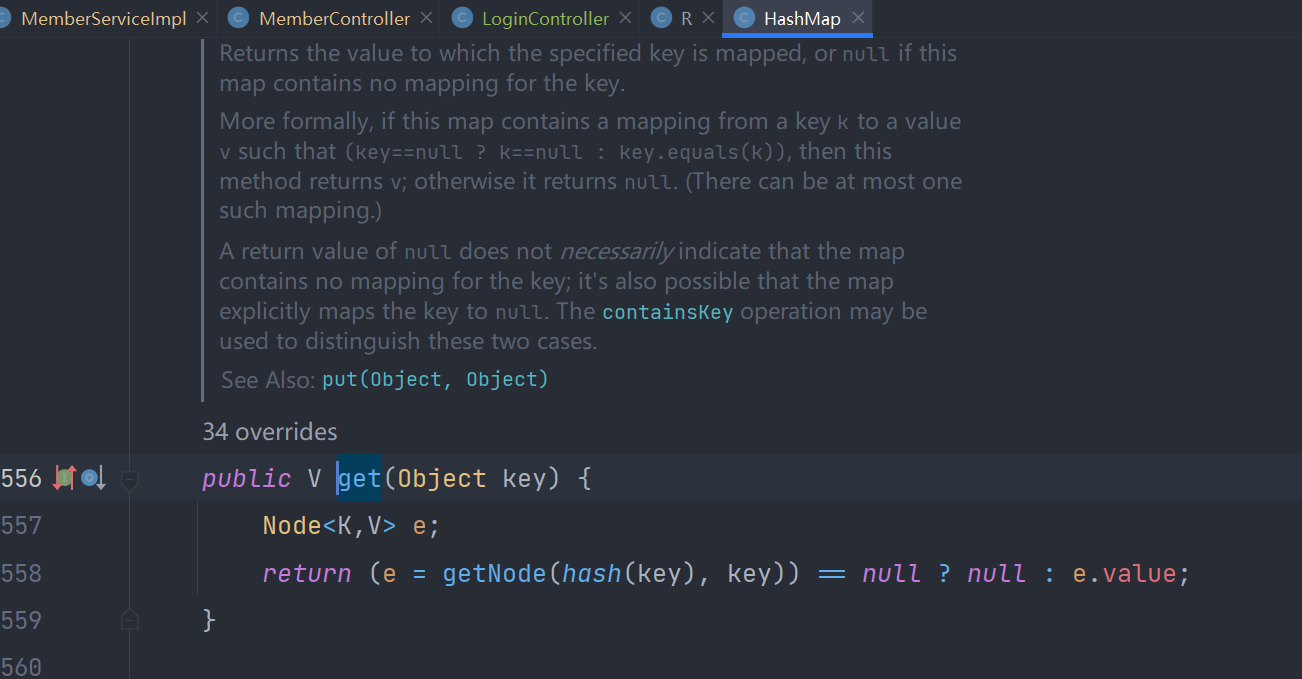 MemberServiceImpl MemberController LoginController R HashMap
Returns the value to which the specified key is mapped, or null if this
map contains no mapping for the key.
More formally, if this map contains a mapping from a key k to a value
v such that (key==null ? k==null : key.equals(k)), then this
method returns v; otherwise it returns null. (There can be at most one
such mapping.)
A return value of null does not necessarily indicate that the map
contains no mapping for the key; it's also possible that the map
explicitly maps the key to null. The containsKey operation may be
used to distinguish these two cases.
See Also: put(Object, Object)
34 overrides
556 public V get(Object key) {
557 Node<K,V> e;
558 return (e = getNode(hash(key), key)) == null ? null : e.value;
559 }
560